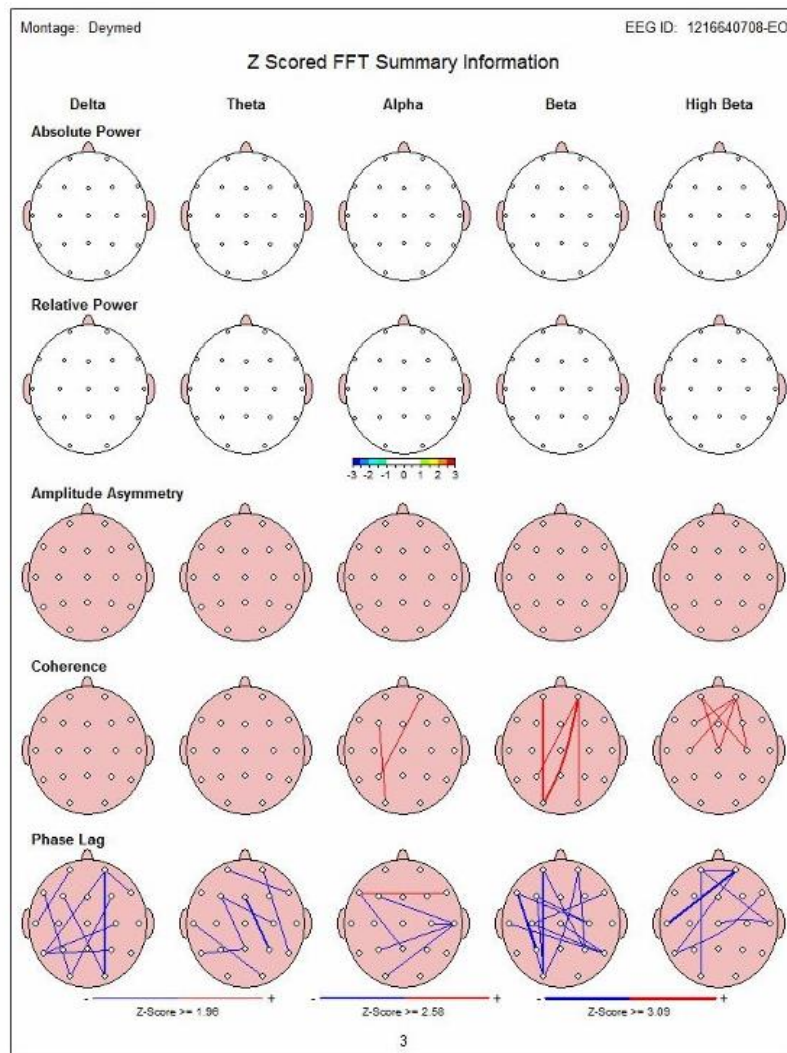 Montage: Deymed EEG ID: 1216640708-EO
Z Scored FFT Summary Information
Delta Theta Alpha Beta High Beta
Absolute Power
Relative Power
-3 -2 -1 0 1 2 3
Amplitude Asymmetry
Coherence
Phase Lag
- + - + - +
Z-Score >= 1.96 Z-Score >= 2.58 Z-Score >= 3.09
3